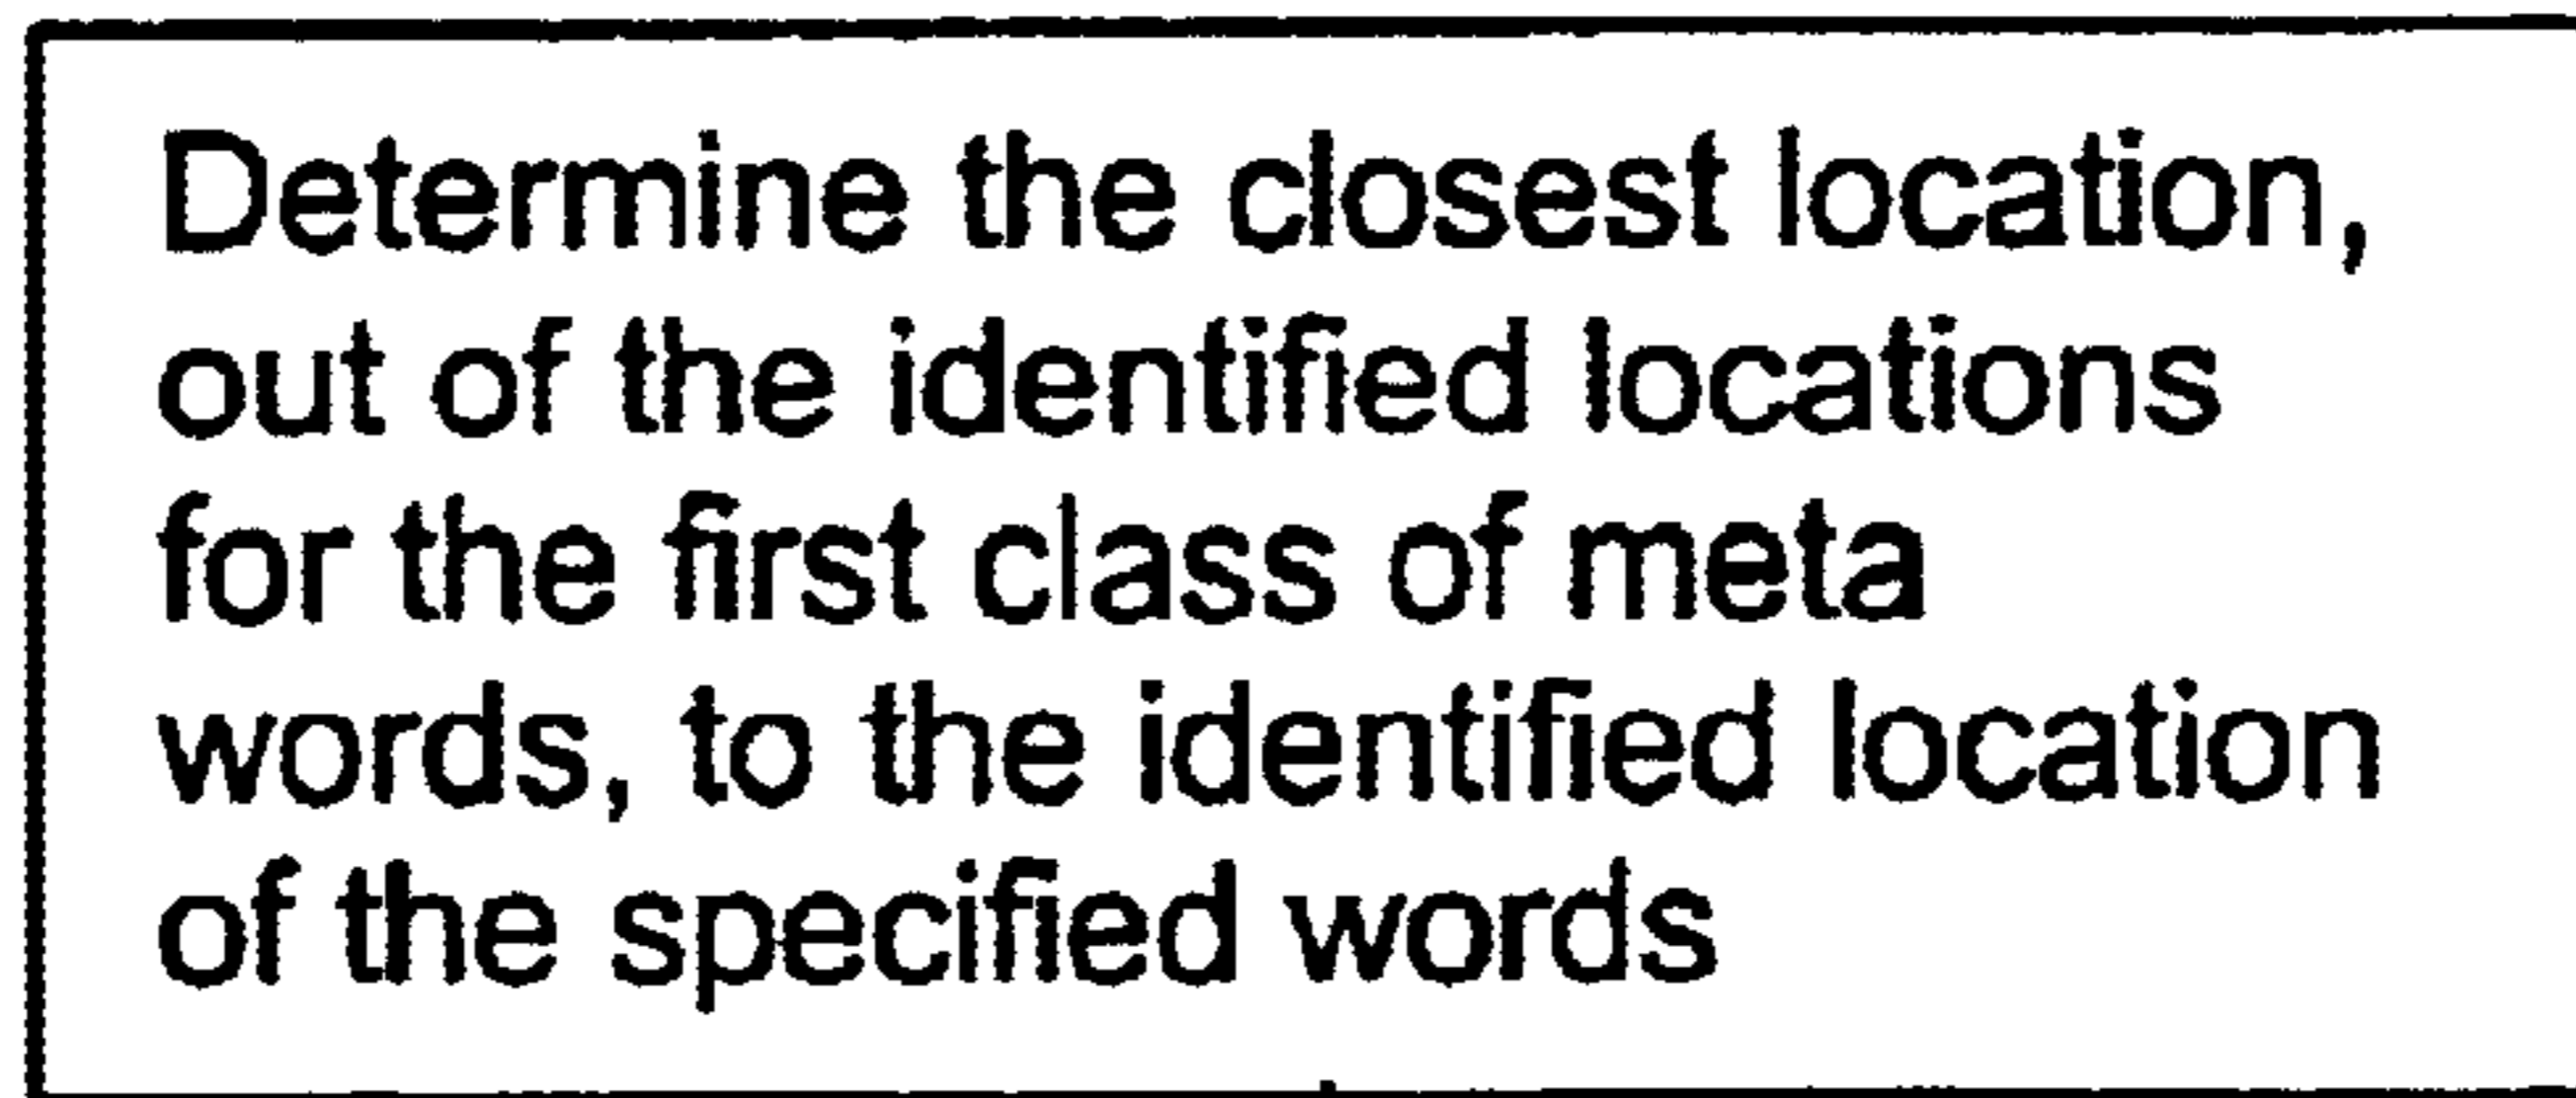 Determine the closest location,
out of the identified locations
for the first class of meta
words, to the identified location
of the specified words